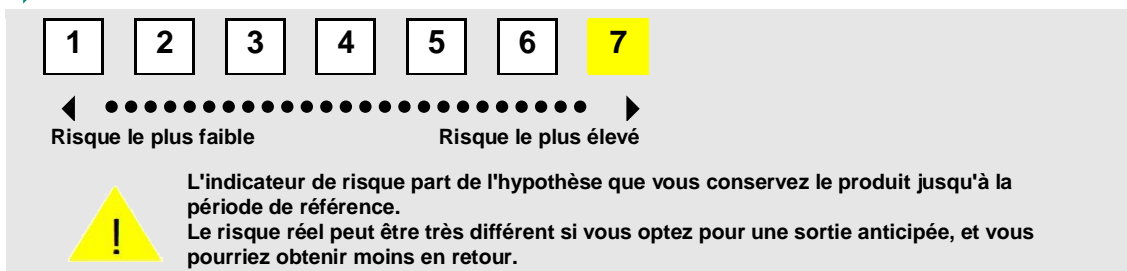 1 2 3 4 5 6 7
Risque le plus faible Risque le plus élevé
L'indicateur de risque part de l'hypothèse que vous conservez le produit jusqu'à la
période de référence.
Le risque réel peut être très différent si vous optez pour une sortie anticipée, et vous
pourriez obtenir moins en retour.
!